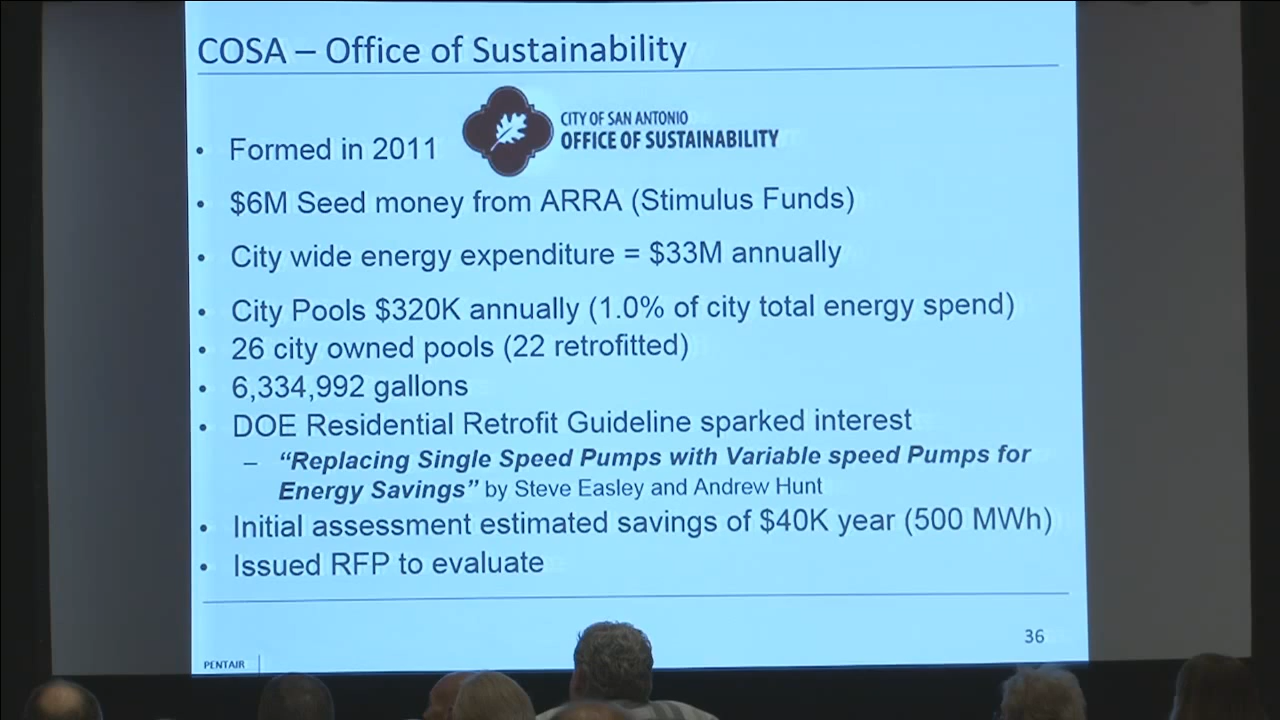 COSA – Office of Sustainability
CITY OF SAN ANTONIO
OFFICE OF SUSTAINABILITY
• Formed in 2011
• $6M Seed money from ARRA (Stimulus Funds)
• City wide energy expenditure = $33M annually
• City Pools $320K annually (1.0% of city total energy spend)
• 26 city owned pools (22 retrofitted)
• 6,334,992 gallons
• DOE Residential Retrofit Guideline sparked interest
– “Replacing Single Speed Pumps with Variable speed Pumps for
Energy Savings” by Steve Easley and Andrew Hunt
• Initial assessment estimated savings of $40K year (500 MWh)
• Issued RFP to evaluate
36
PENTAIR